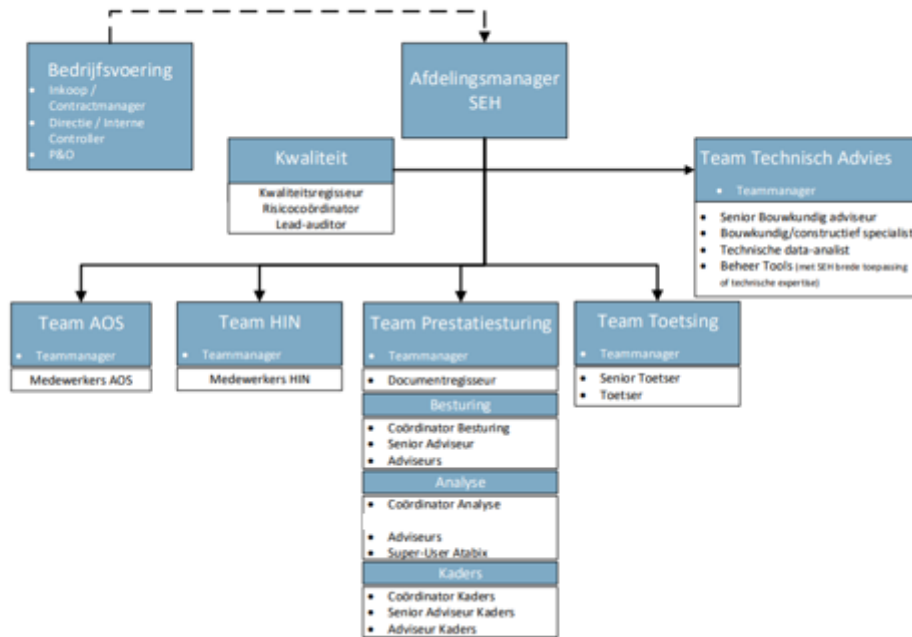 Bedrijfsvoering
• Inkoop /
Contractmanager
• Directie / Interne
Controller
• P&O
Afdelingsmanager
SEH
Kwaliteit
Kwaliteitsregisseur
Risicocoördinator
Lead-auditor
Team Technisch Advies
• Teammanager
• Senior Bouwkundig adviseur
• Bouwkundig/constructief specialist
• Technische data-analist
• Beheer Tools (met SEH brede toepassing
of technische expertise)
Team AOS
• Teammanager
Medewerkers AOS
Team HIN
• Teammanager
Medewerkers HIN
Team Prestatiesturing
• Teammanager
• Documentregisseur
Besturing
• Coördinator Besturing
• Senior Adviseur
• Adviseurs
Analyse
• Coördinator Analyse
• Adviseurs
• Super-User Atabix
Kaders
• Coördinator Kaders
• Senior Adviseur Kaders
• Adviseur Kaders
Team Toetsing
• Teammanager
• Senior Toetser
• Toetser